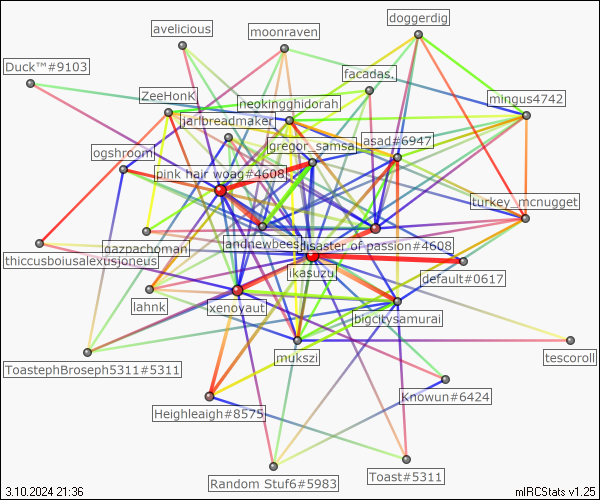 doggerdig
avelicious
moonraven
Duck™#9103
facadas.
ZeeHonK
neokingghidorah
mingus4742
jarlbreadmaker
lgregor_samsal
asad#6947
ogshroom
pink hair woag#4608
turkey_mcnugget
andnewbees
disaster of passion#4608
gazpachoman
thiccusboiusalexusjoneus
ikasuzu
default#0617
lahnk
xenoyaut
bigcitysamurai
mukszi
tescoroll
ToastephBroseph5311#5311
Knowun#6424
Heighleaigh#8575
Toast#5311
Random Stuf6#5983
3.10.2024 21:36
mIRCStats v1.25